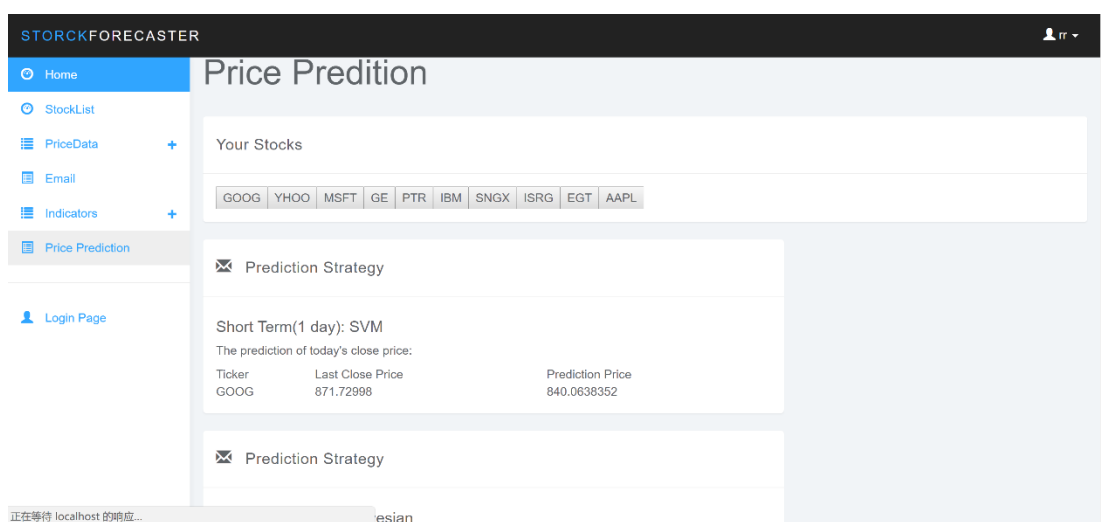 STORCKFORECASTER
rr
Home
Price Predition
StockList
PriceData
Your Stocks
Email
GOOG YHOO MSFT GE PTR IBM SNGX ISRG EGT AAPL
Indicators
Price Prediction
Prediction Strategy
Login Page
Short Term(1 day): SVM
The prediction of today's close price:
Ticker Last Close Price Prediction Price
GOOG 871.72998 840.0638352
Prediction Strategy
正在等待 localhost 的响应...
esian